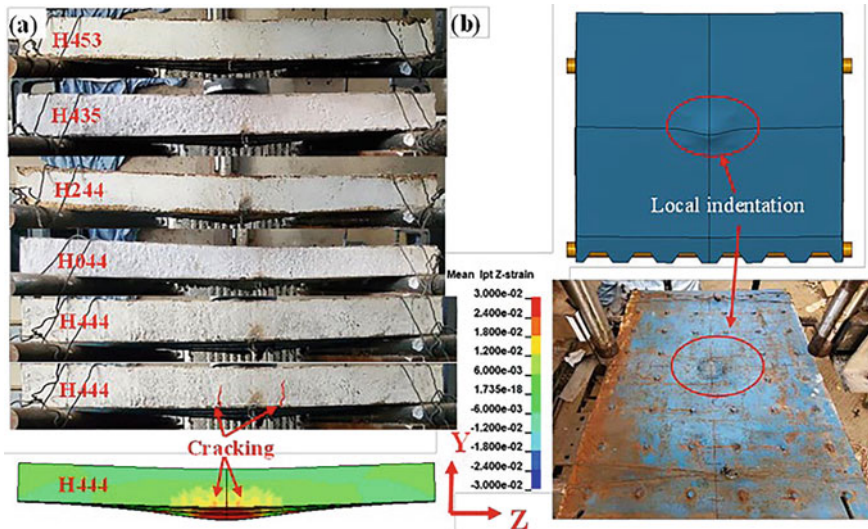 (a)
H453
H435
H244
H044
H444
H444
Cracking
H444
(b)
Local indentation
Mean Ipt Z-strain
3.000e-02
2.400e-02
1.800e-02
1.200e-02
6.000e-03
1.735e-18
-6.000e-03
-1.200e-02
-1.800e-02
-2.400e-02
-3.000e-02
Y
Z